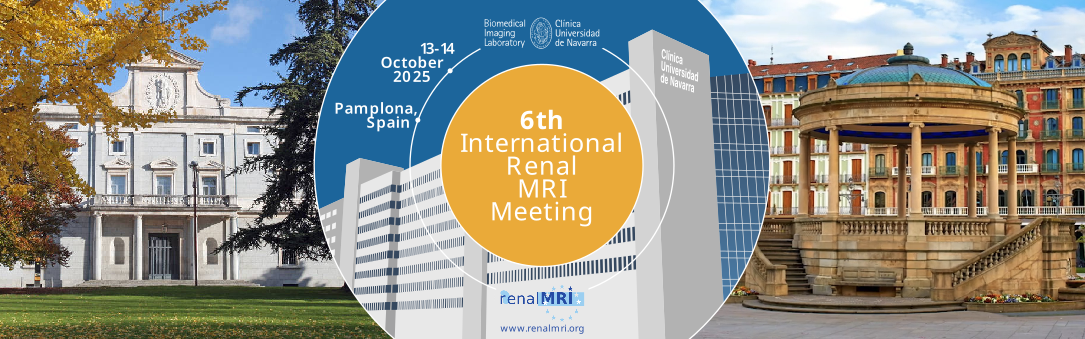 Biomedical
Imaging
Laboratory
Clínica
Universidad
de Navarra
13-14
October
2025
Pamplona,
Spain
Clínica
Universidad
de Navarra
6th
International
Renal
MRI
Meeting
renalMRI
www.renalmri.org